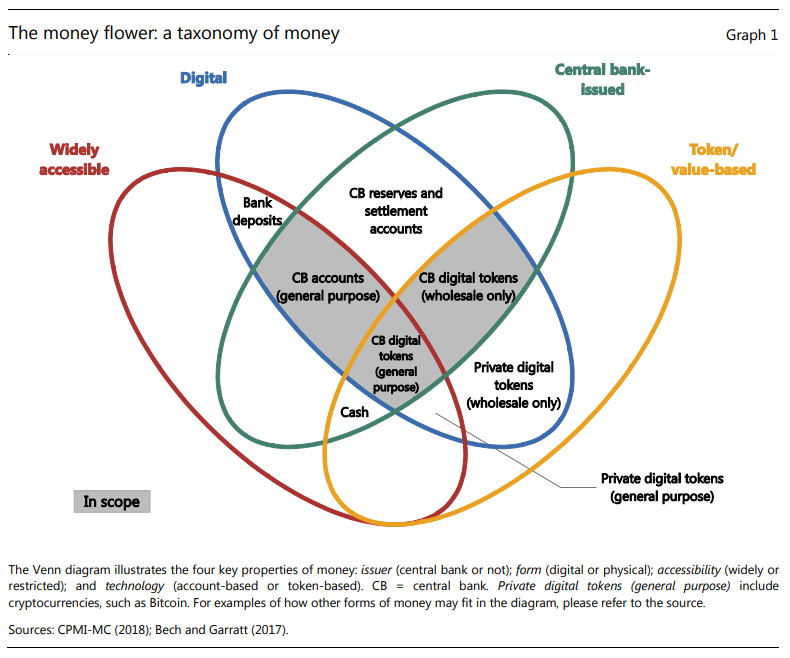 The money flower: a taxonomy of money
Graph 1
Digital
Central bank-
issued
Widely
accessible
Token/
value-based
Bank
deposits
CB reserves and
settlement
accounts
CB accounts
(general purpose)
CB digital tokens
(wholesale only)
CB digital
tokens
(general
purpose)
Private digital
tokens
(wholesale only)
Cash
Private digital tokens
(general purpose)
In scope
The Venn diagram illustrates the four key properties of money: issuer (central bank or not); form (digital or physical); accessibility (widely or
restricted); and technology (account-based or token-based). CB = central bank. Private digital tokens (general purpose) include
cryptocurrencies, such as Bitcoin. For examples of how other forms of money may fit in the diagram, please refer to the source.
Sources: CPMI-MC (2018); Bech and Garratt (2017).